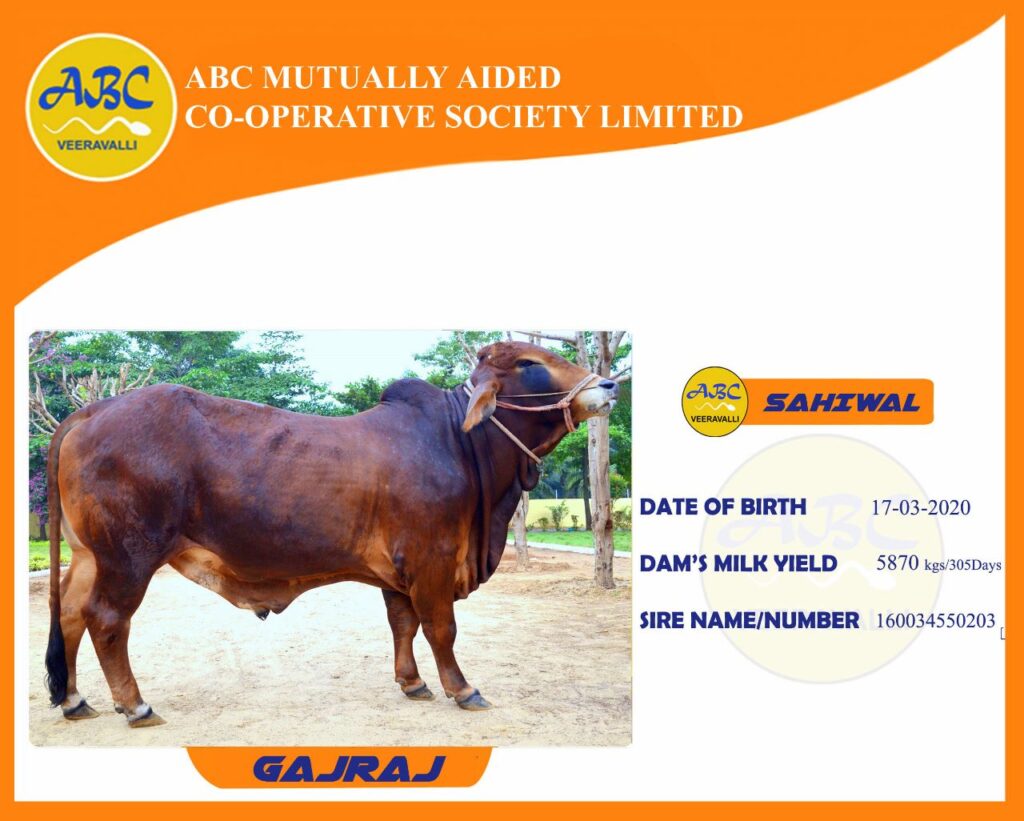 ABC
VEERAVALLI
ABC MUTUALLY AIDED
CO-OPERATIVE SOCIETY LIMITED
ABC
VEERAVALLI
SAHIWAL
DATE OF BIRTH 17-03-2020
DAM'S MILK YIELD 5870 kgs/305Days
SIRE NAME/NUMBER 160034550203
ABC
GAJRAJ